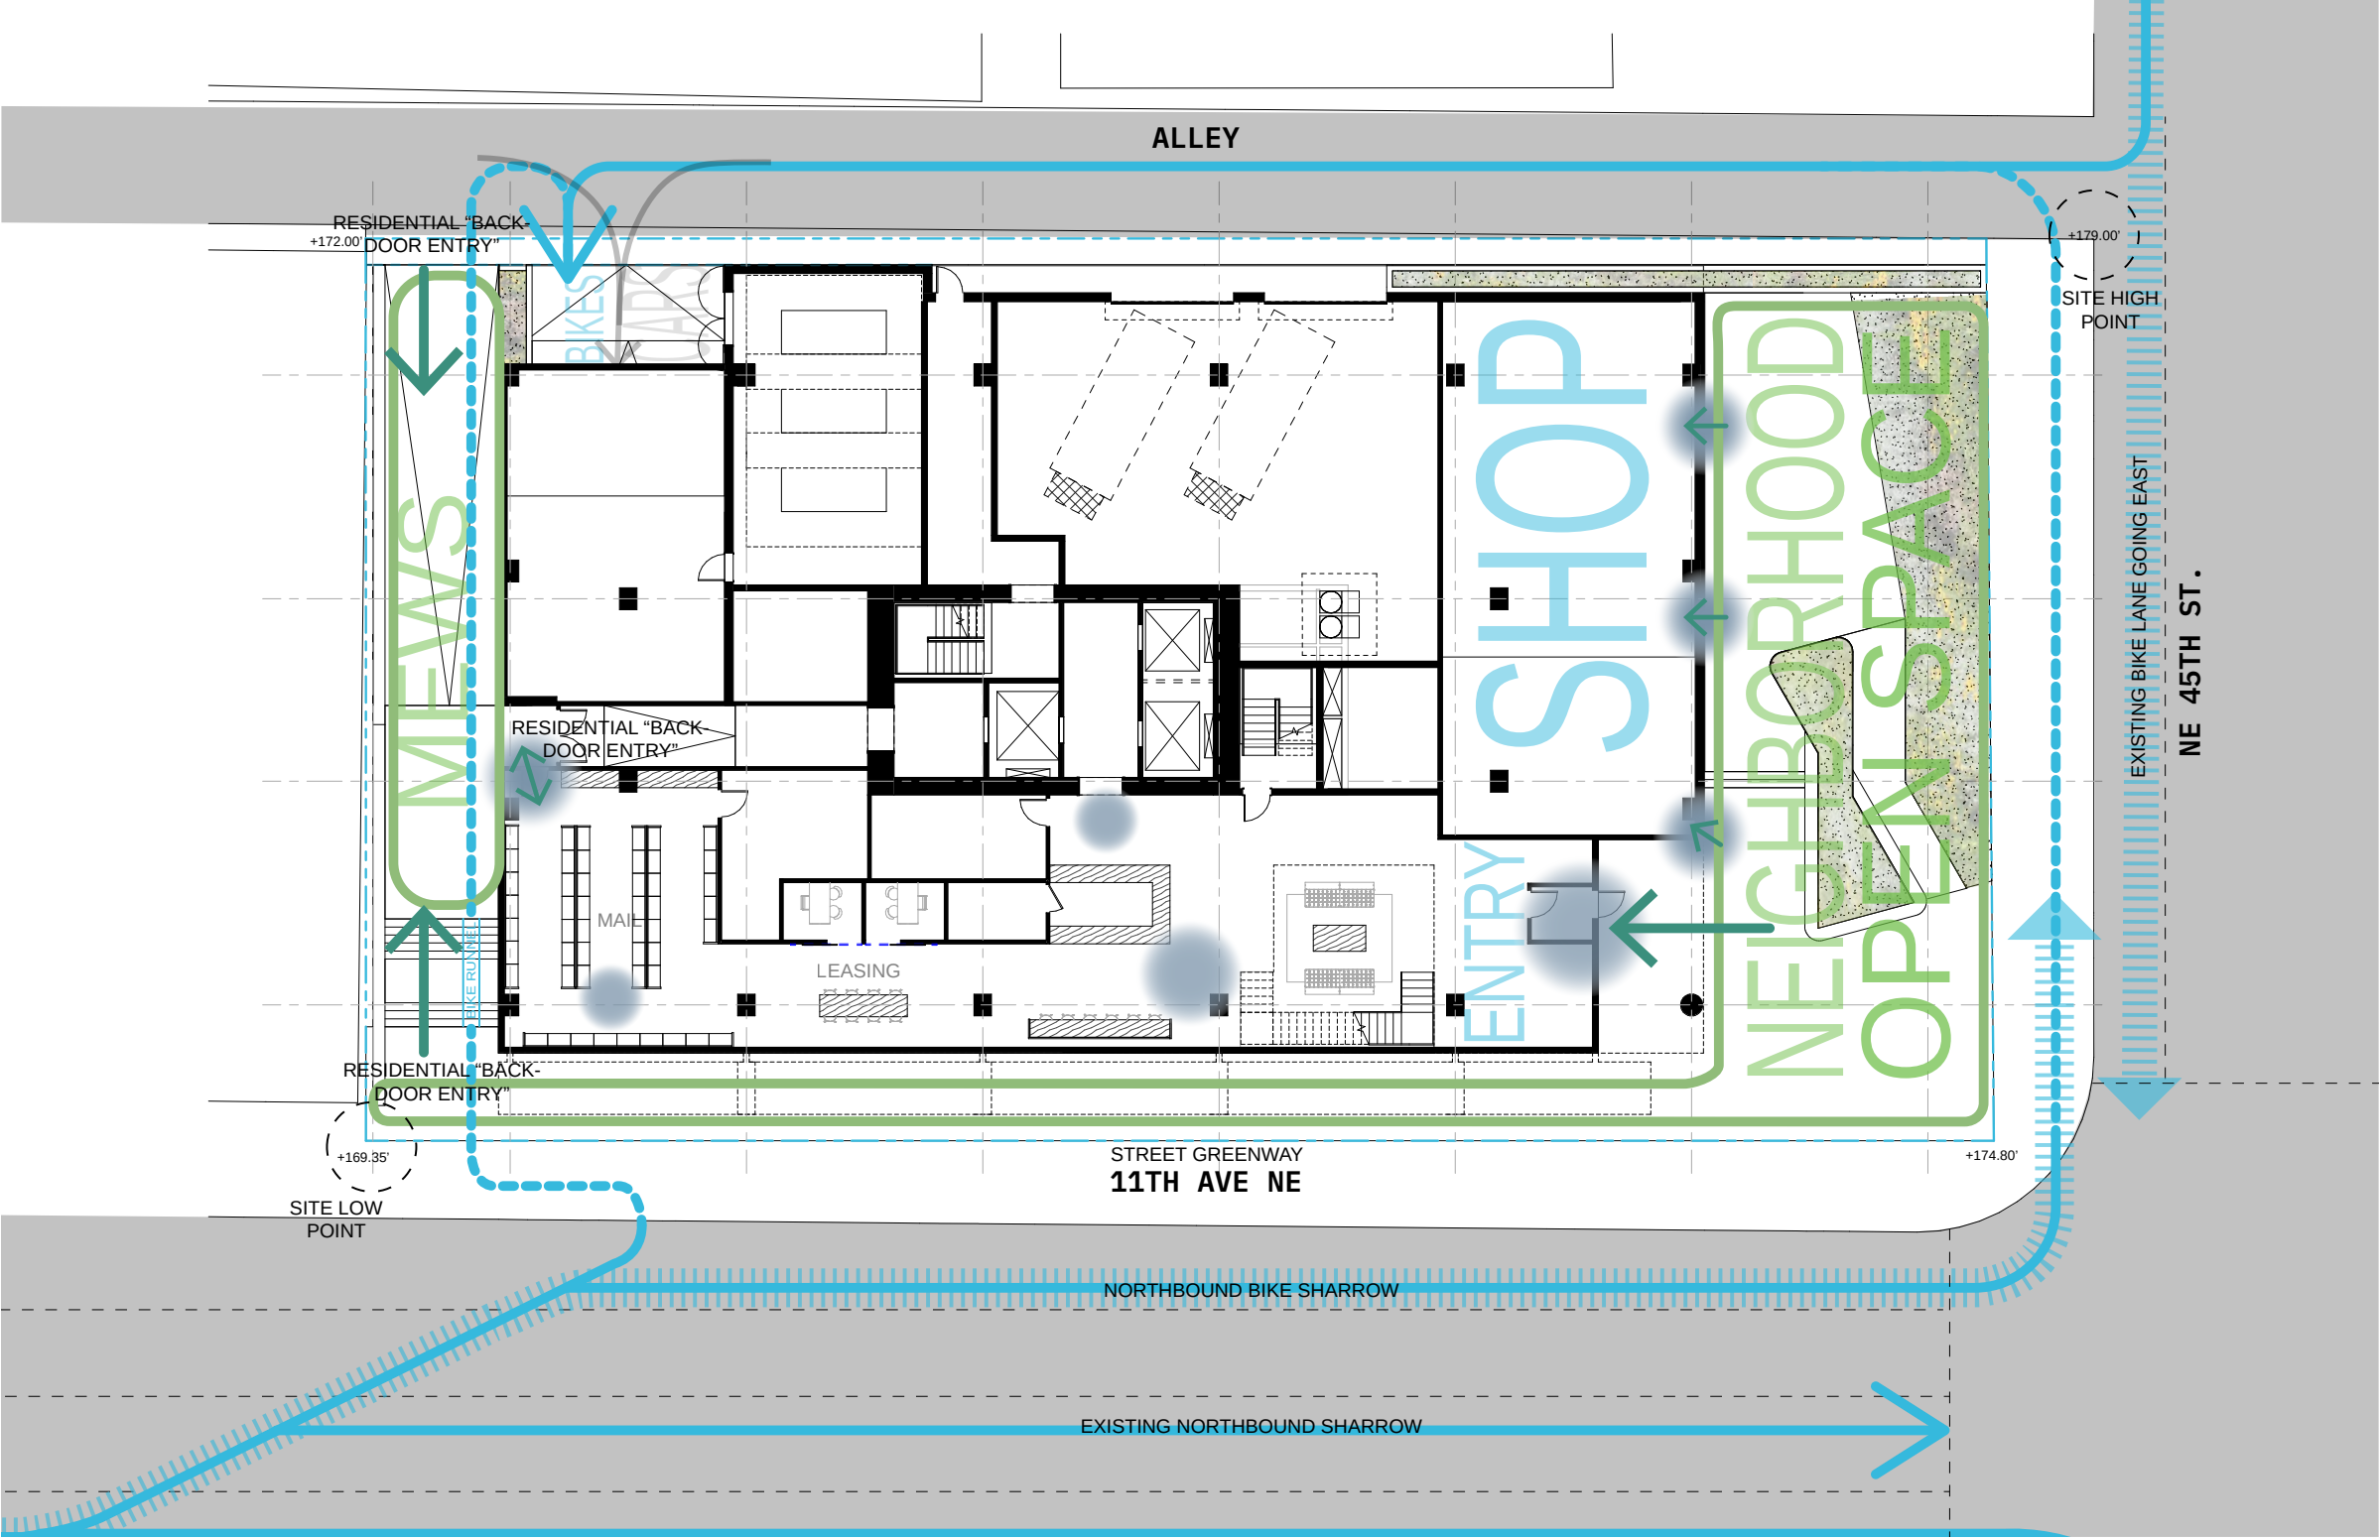 ALLEY
RESIDENTIAL “BACK-
+172.00’ DOOR ENTRY”
+179.00’
SITE HIGH
POINT
BIKES
CARS
SHOP
NEIGHBORHOOD
OPEN SPACE
MEWS
EXISTING BIKE LANE GOING EAST
NE 45TH ST.
RESIDENTIAL “BACK-
DOOR ENTRY”
MAIL
LEASING
ENTRY
BIKE RUNNEL
RESIDENTIAL “BACK-
DOOR ENTRY”
+169.35’
SITE LOW
POINT
STREET GREENWAY
11TH AVE NE
+174.80’
NORTHBOUND BIKE SHARROW
EXISTING NORTHBOUND SHARROW